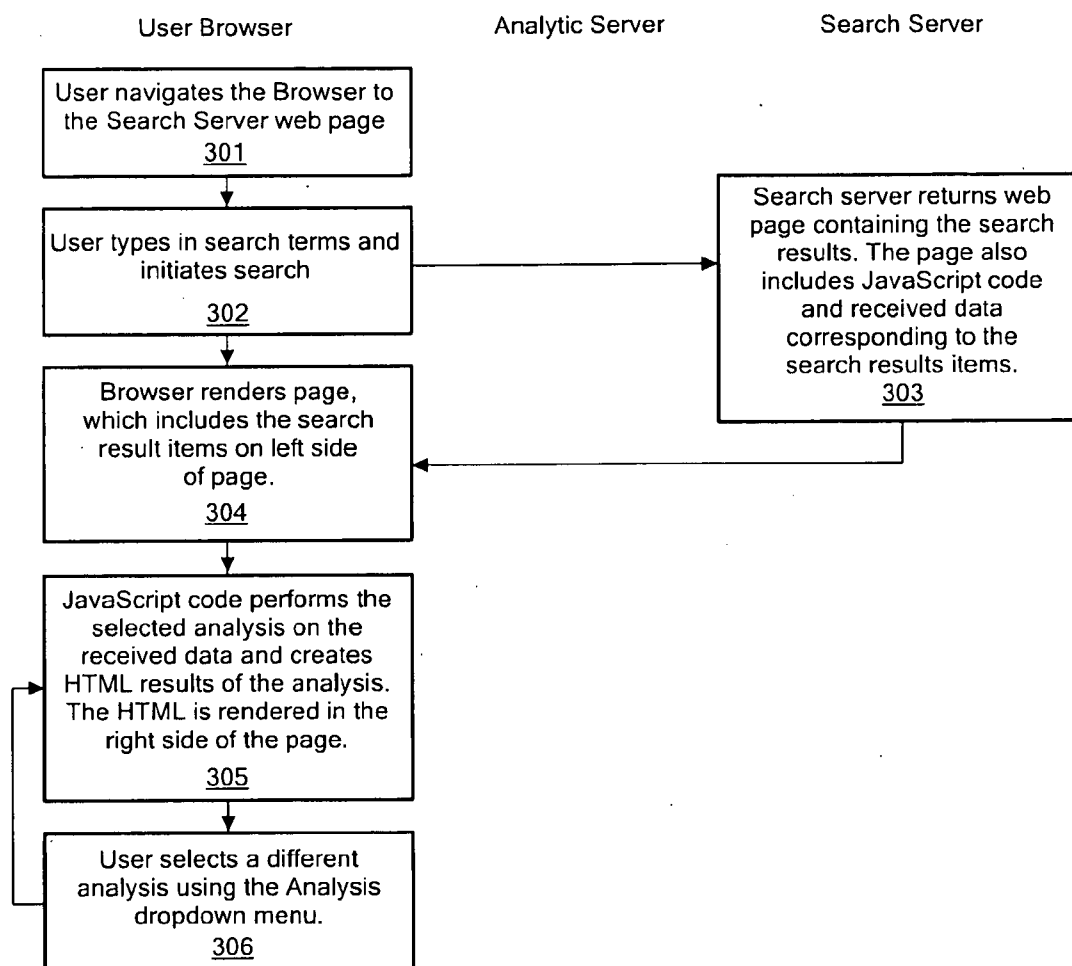 User Browser
Analytic Server
Search Server
User navigates the Browser to
the Search Server web page
301
User types in search terms and
initiates search
302
Search server returns web
page containing the search
results. The page also
includes JavaScript code
and received data
corresponding to the
search results items.
303
Browser renders page,
which includes the search
result items on left side
of page.
304
JavaScript code performs the
selected analysis on the
received data and creates
HTML results of the analysis.
The HTML is rendered in the
right side of the page.
305
User selects a different
analysis using the Analysis
dropdown menu.
306